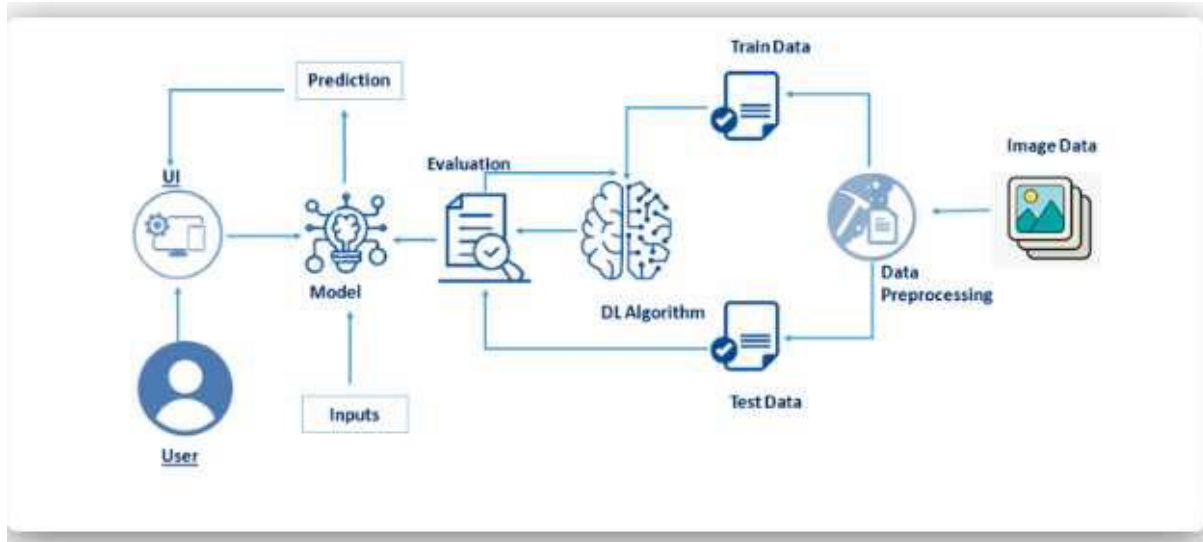 Train Data
Prediction
Image Data
Evaluation
UI
Data
Preprocessing
Model
DL Algorithm
Test Data
Inputs
User